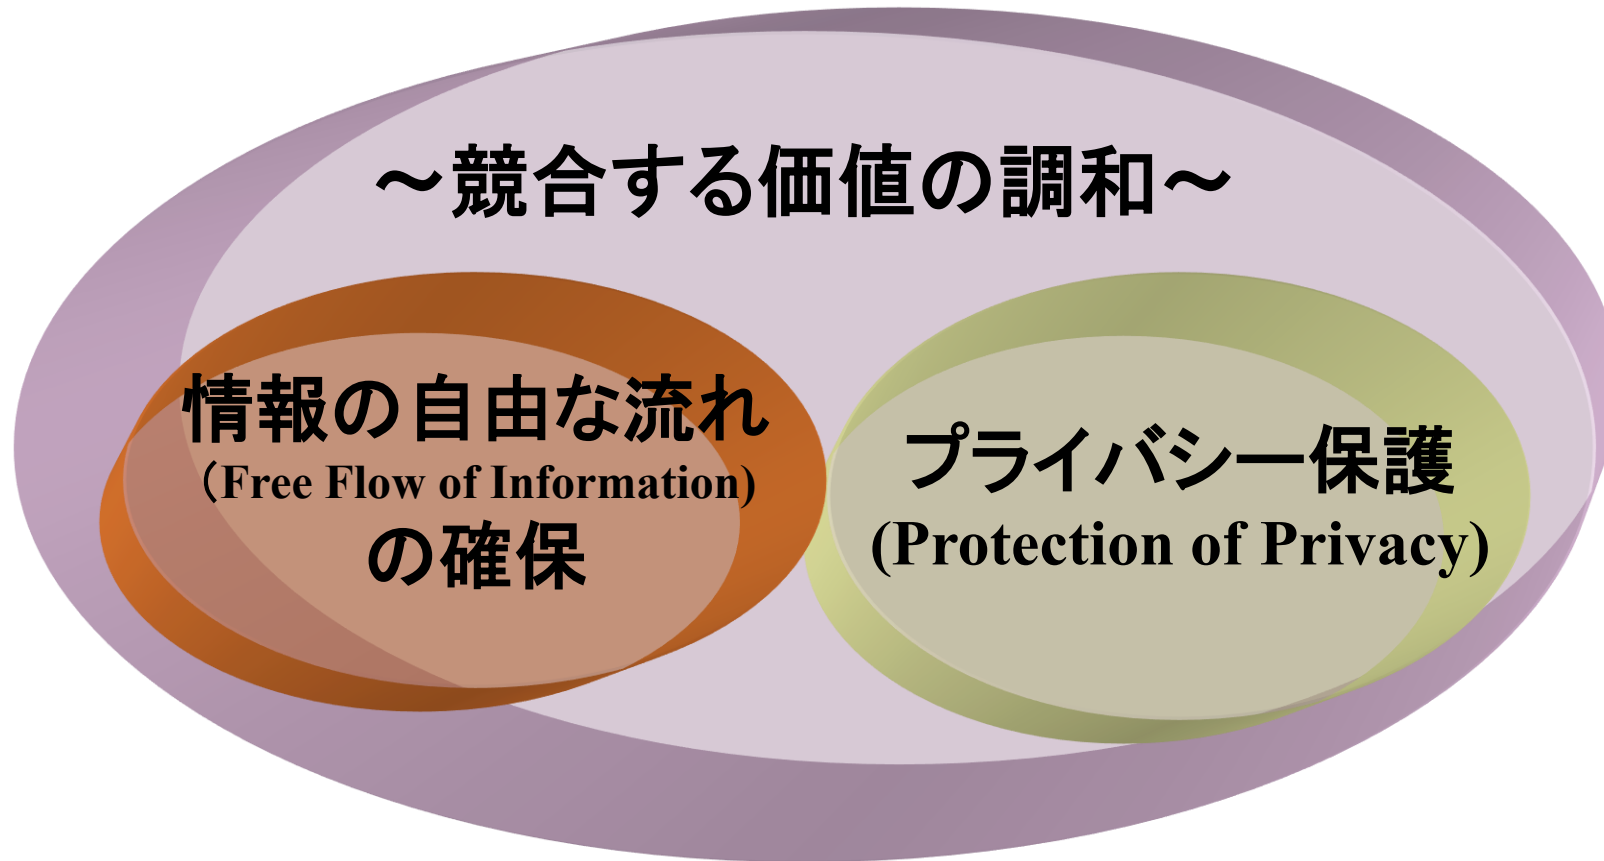 ～競合する価値の調和～
情報の自由な流れ
（Free Flow of Information)
の確保
プライバシー保護
(Protection of Privacy)